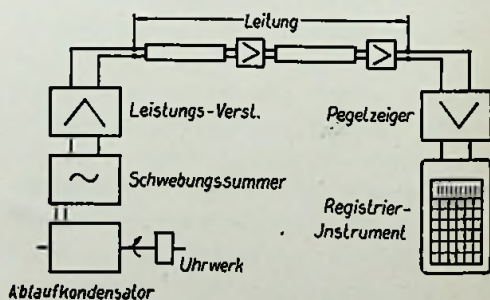 Leitung
Leistungs-Verst.
Pegelzeiger
Schwebungssummer
Registrier-
Jnstrument
Uhrwerk
Ablaufkondensator